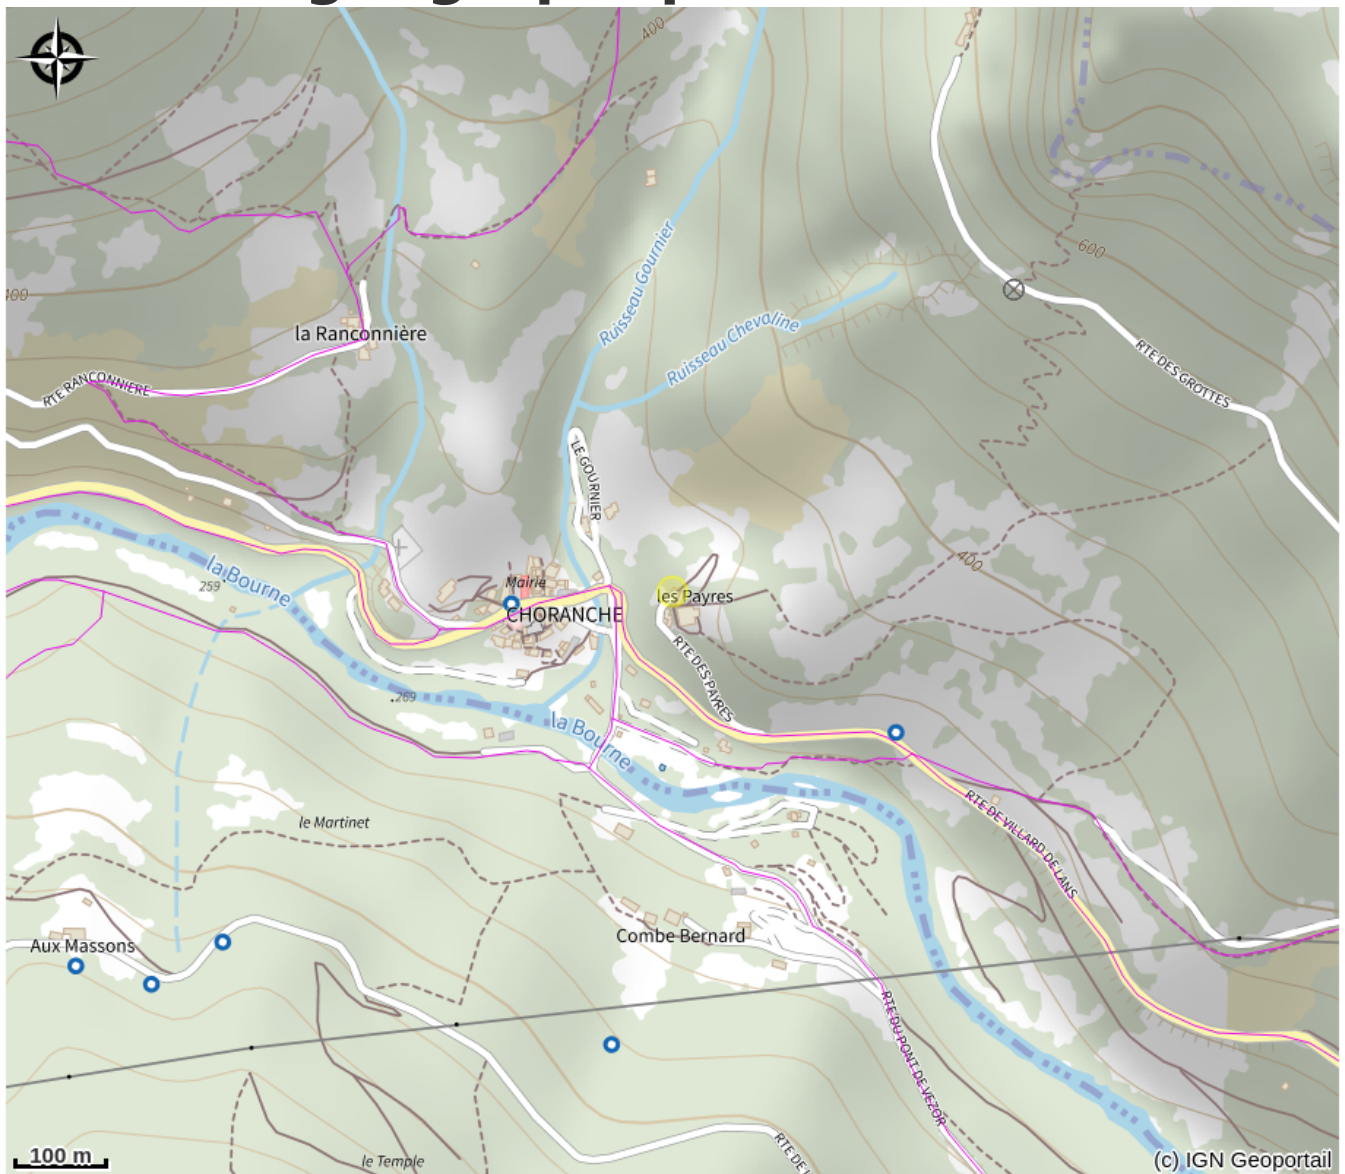 400
600
400
Ruisseau Gournier
Ruisseau Chevaline
la Ranconnière
RTE RANCONNIERE
RTE DES GROTTES
LE GOURNIER
400
la Bourne
259
Mairie
CHORANCHE
les Payres
RTE DES PAYRES
269
la Bourne
le Martinet
RTE DE VILLARD DE LANS
Combe Bernard
Aux Massons
RTE DU PONT DE VEZOR
RTE DE
le Temple
100 m
(c) IGN Geoportail